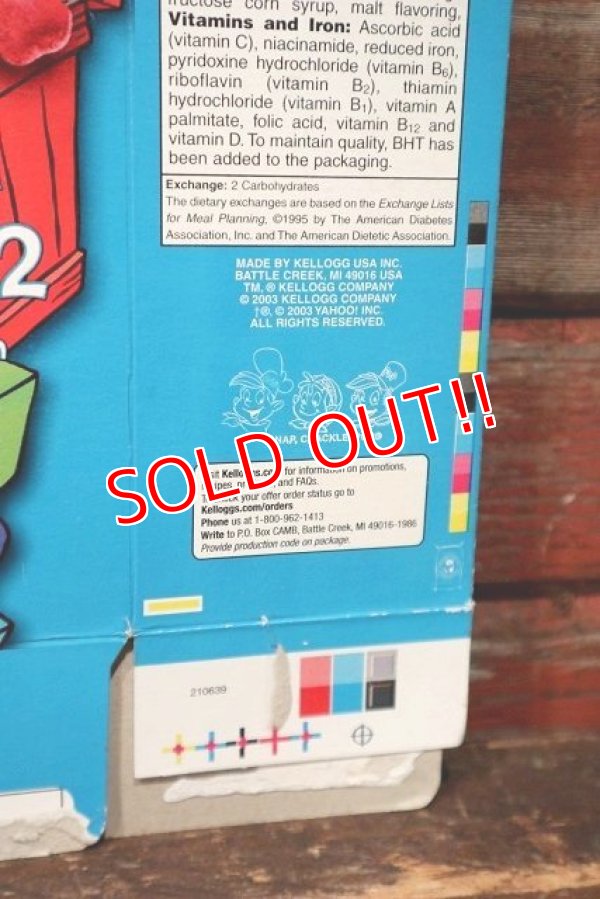 fructose corn syrup, malt flavoring,
Vitamins and Iron: Ascorbic acid
(vitamin C), niacinamide, reduced iron,
pyridoxine hydrochloride (vitamin B6),
riboflavin (vitamin B2), thiamin
hydrochloride (vitamin B1), vitamin A
palmitate, folic acid, vitamin B12 and
vitamin D. To maintain quality, BHT has
been added to the packaging.
Exchange: 2 Carbohydrates
The dietary exchanges are based on the Exchange Lists
for Meal Planning, ©1995 by The American Diabetes
Association, Inc. and The American Dietetic Association.
2
MADE BY KELLOGG USA INC.
BATTLE CREEK, MI 49016 USA
TM, ® KELLOGG COMPANY
© 2003 KELLOGG COMPANY
†®, © 2003 YAHOO! INC.
ALL RIGHTS RESERVED.
SOLD OUT!!
for information on promotions,
and FAQs.
your offer order status go to
Kelloggs.com/orders
Phone us at 1-800-962-1413
Write to P.O. Box CAMB, Battle Creek, MI 49016-1986
Provide production code on package.
210639